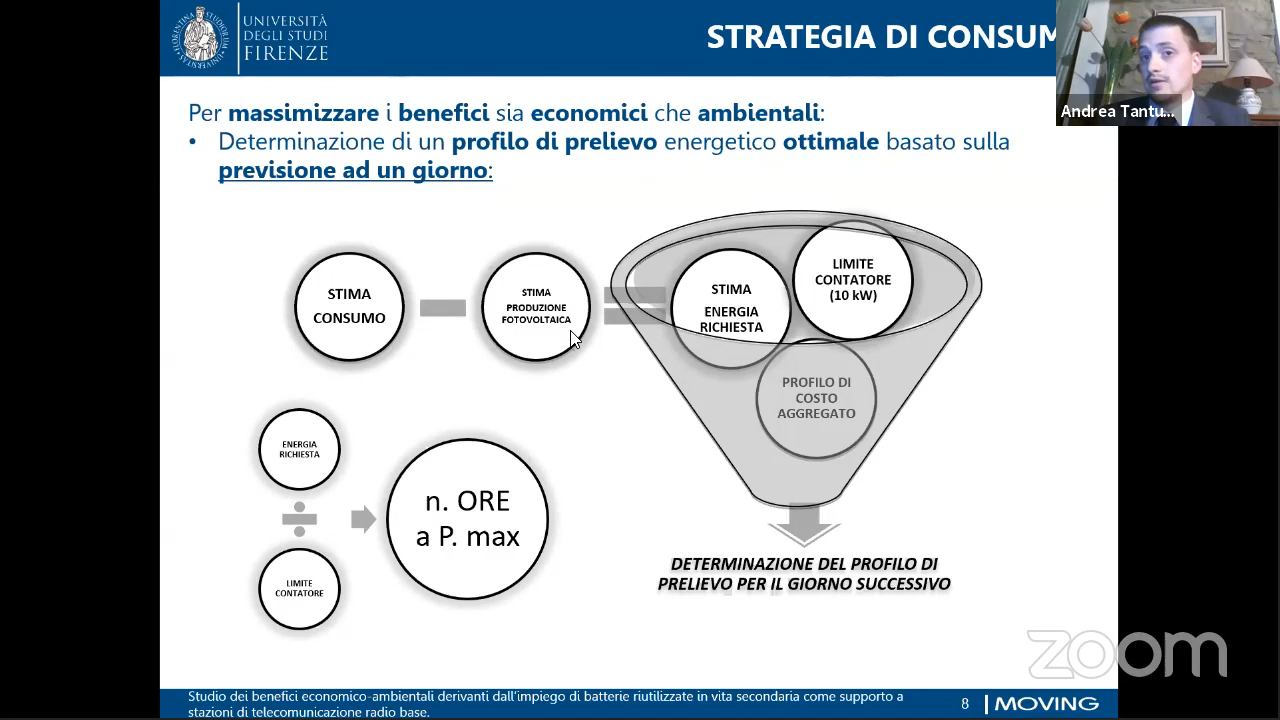 UNIVERSITÀ
DEGLI STUDI
FIRENZE
STRATEGIA DI CONSUM
Andrea Tantu...
Per massimizzare i benefici sia economici che ambientali:
• Determinazione di un profilo di prelievo energetico ottimale basato sulla
previsione ad un giorno:
STIMA
CONSUMO
STIMA
PRODUZIONE
FOTOVOLTAICA
STIMA
ENERGIA
RICHIESTA
LIMITE
CONTATORE
(10 kW)
PROFILO DI
COSTO
AGGREGATO
ENERGIA
RICHIESTA
LIMITE
CONTATORE
n. ORE
a P. max
DETERMINAZIONE DEL PROFILO DI
PRELIEVO PER IL GIORNO SUCCESSIVO
zoom
Studio dei benefici economico-ambientali derivanti dall'impiego di batterie riutilizzate in vita secondaria come supporto a
stazioni di telecomunicazione radio base.
8
MOVING